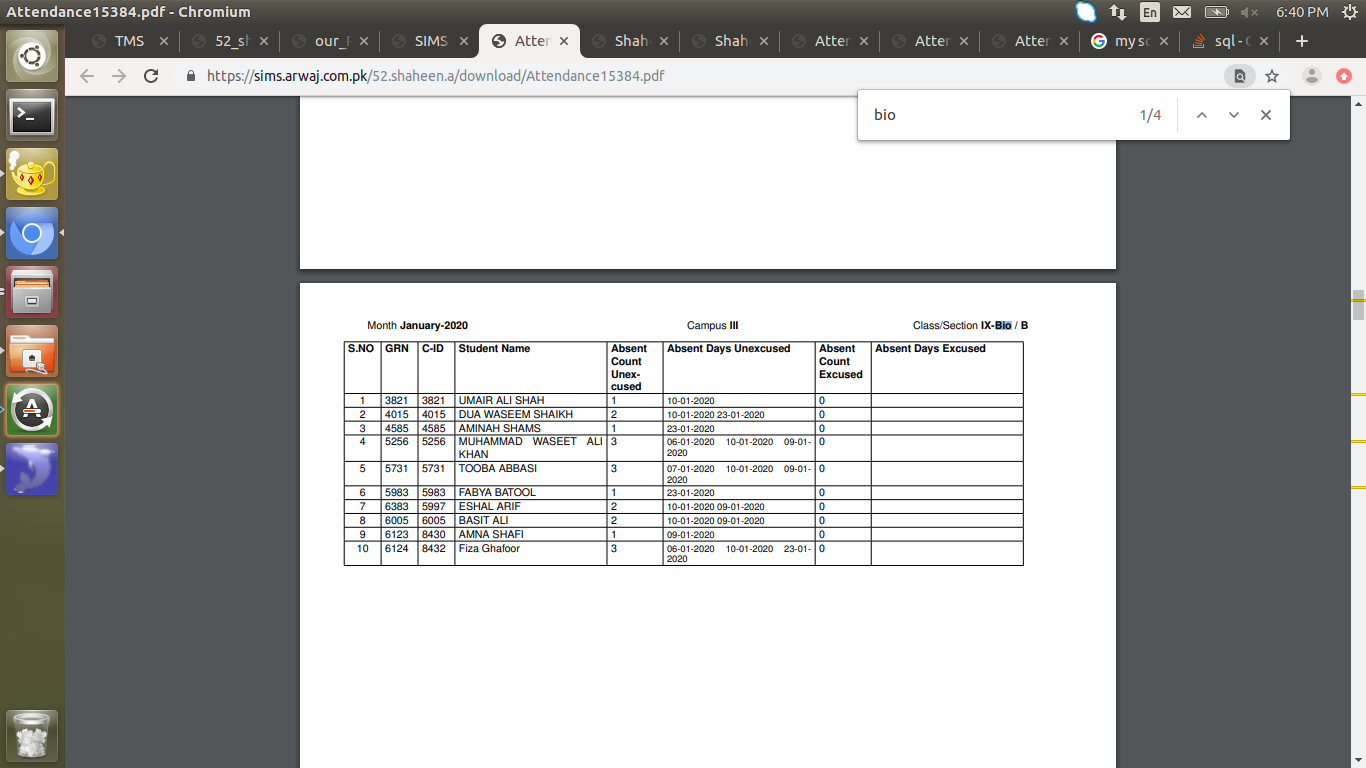 Attendance15384.pdf - Chromium
En
6:40 PM
TMS
52_sh
our_F
SIMS
Atter
Shah
Shah
Atter
Atter
Atter
my sc
sql - C
https://sims.arwaj.com.pk/52.shaheen.a/download/Attendance15384.pdf
bio
1/4
Month January-2020
Campus III
Class/Section IX-Bio / B
S.NO GRN C-ID Student Name Absent Count Unex-cused Absent Days Unexcused Absent Count Excused Absent Days Excused
1 3821 3821 UMAIR ALI SHAH 1 10-01-2020 0
2 4015 4015 DUA WASEEM SHAIKH 2 10-01-2020 23-01-2020 0
3 4585 4585 AMINAH SHAMS 1 23-01-2020 0
4 5256 5256 MUHAMMAD WASEET ALI KHAN 3 06-01-2020 10-01-2020 09-01-2020 0
5 5731 5731 TOOBA ABBASI 3 07-01-2020 10-01-2020 09-01-2020 0
6 5983 5983 FABYA BATOOL 1 23-01-2020 0
7 6383 5997 ESHAL ARIF 2 10-01-2020 09-01-2020 0
8 6005 6005 BASIT ALI 2 10-01-2020 09-01-2020 0
9 6123 8430 AMNA SHAFI 1 09-01-2020 0
10 6124 8432 Fiza Ghafoor 3 06-01-2020 10-01-2020 23-01-2020 0